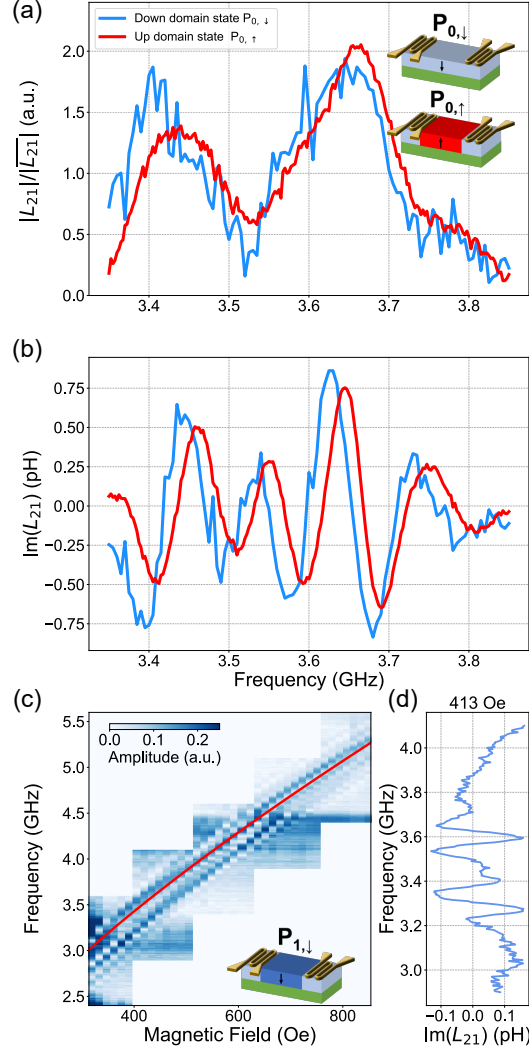 (a)
Down domain state P0, ↓
Up domain state P0, ↑
P0,↓
P0,↑
|L21|/|L21| (a.u.)
2.0
1.5
1.0
0.5
0.0
3.4 3.5 3.6 3.7 3.8
(b)
Im(L21) (pH)
0.75
0.50
0.25
0.00
−0.25
−0.50
−0.75
3.4 3.5 3.6 3.7 3.8
Frequency (GHz)
(c)
0.0 0.1 0.2
Amplitude (a.u.)
Frequency (GHz)
5.5
5.0
4.5
4.0
3.5
3.0
2.5
P1,↓
400 600 800
Magnetic Field (Oe)
(d)
413 Oe
Frequency (GHz)
4.0
3.8
3.6
3.4
3.2
3.0
−0.1 0.0 0.1
Im(L21) (pH)